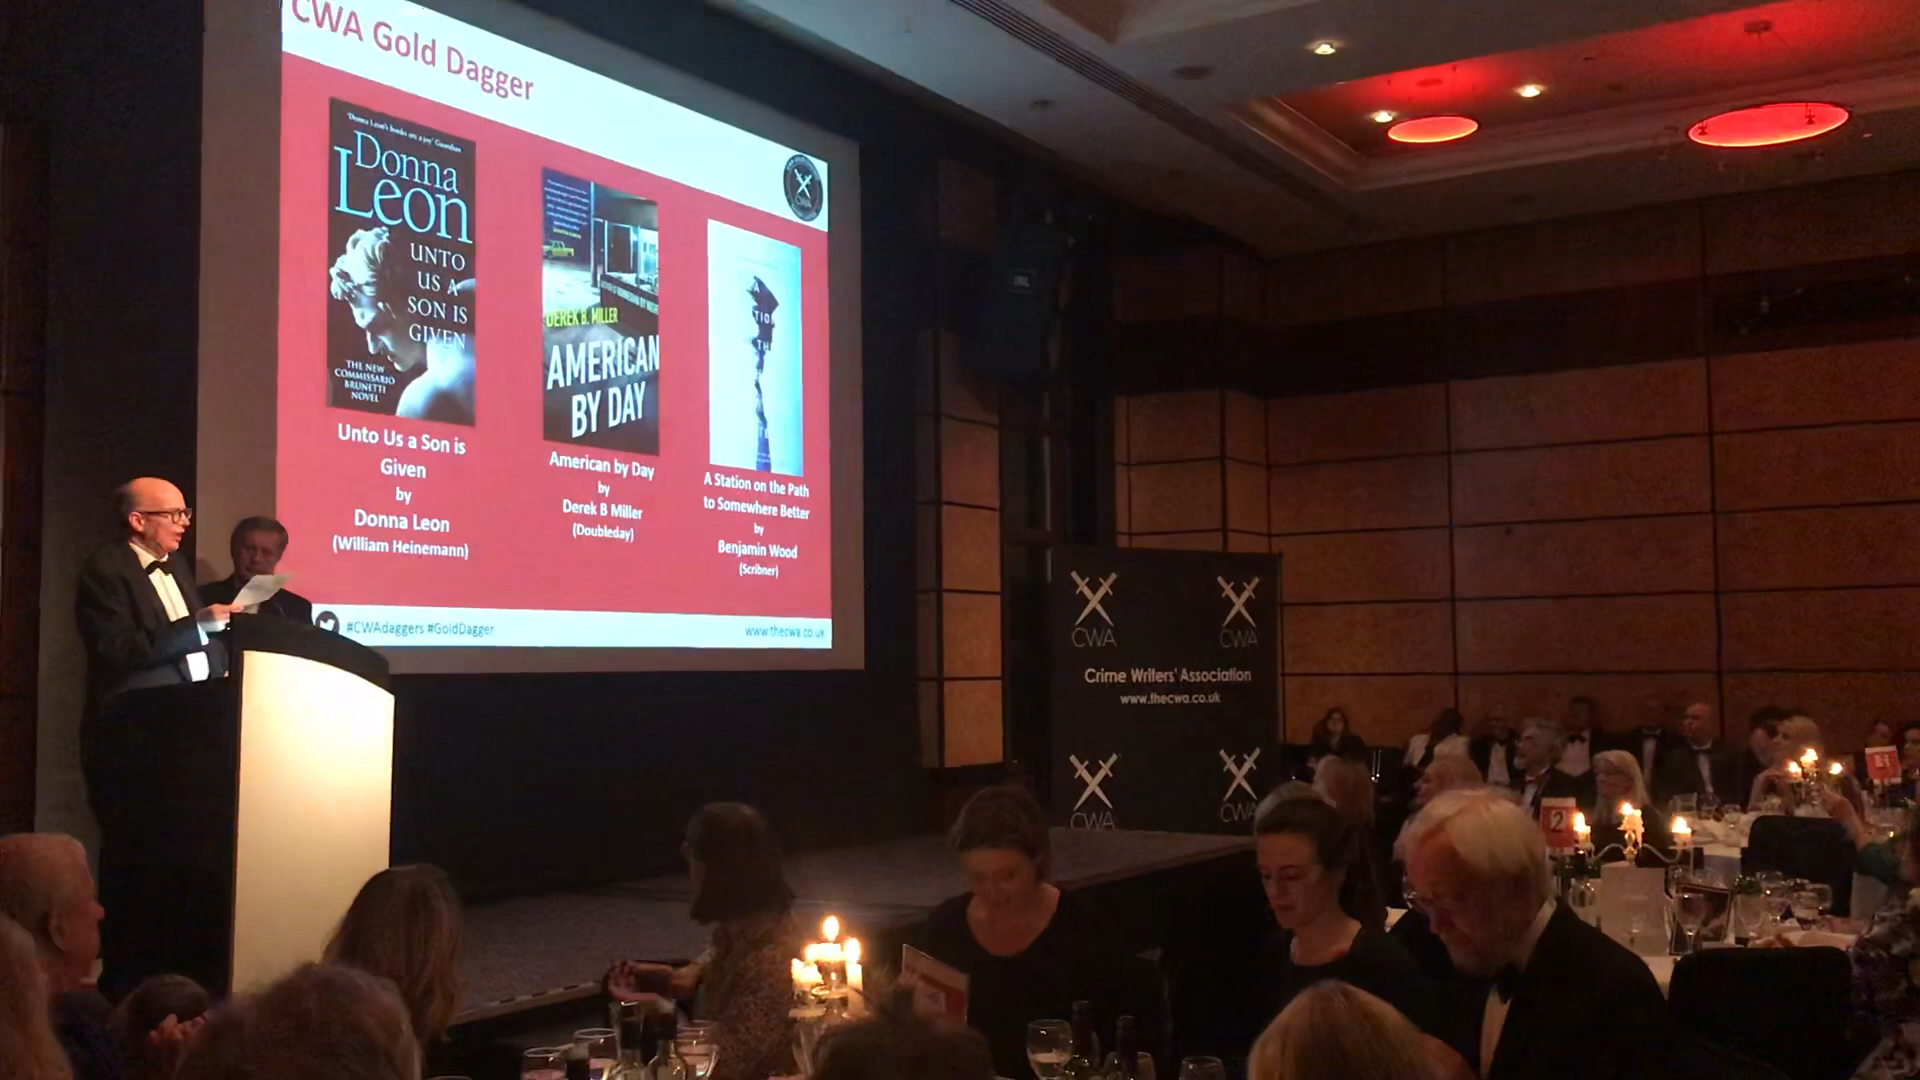 CWA Gold Dagger
'Donna Leon's books are a joy' Guardian
Donna
Leon
UNTO
US A
SON IS
GIVEN
THE NEW
COMMISSARIO
BRUNETTI
NOVEL
Unto Us a Son is
Given
by
Donna Leon
(William Heinemann)
DEREK B. MILLER
AMERICAN
BY DAY
American by Day
by
Derek B Miller
(Doubleday)
A Station on the Path
to Somewhere Better
by
Benjamin Wood
(Scribner)
#CWAdaggers #GoldDagger
www.thecwa.co.uk
CWA
CWA
Crime Writers' Association
www.thecwa.co.uk
CWA
CWA
2